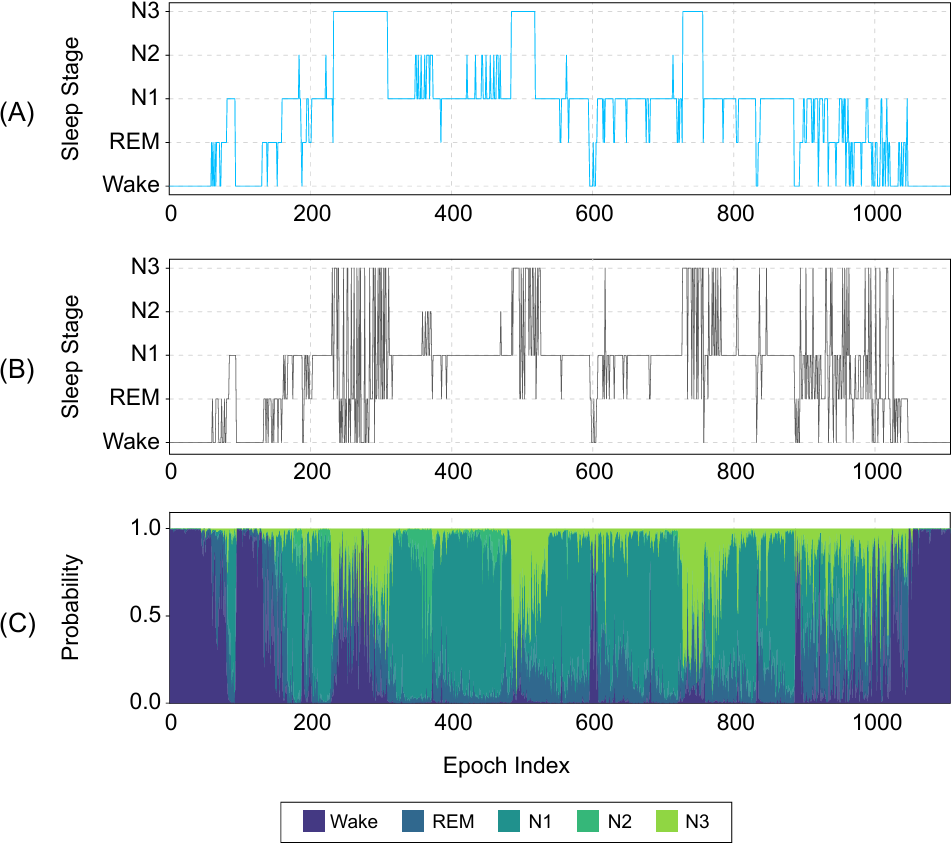 (A)
Sleep Stage
N3
N2
N1
REM
Wake
0 200 400 600 800 1000
(B)
Sleep Stage
N3
N2
N1
REM
Wake
0 200 400 600 800 1000
(C)
Probability
1.0
0.5
0.0
0 200 400 600 800 1000
Epoch Index
Wake REM N1 N2 N3